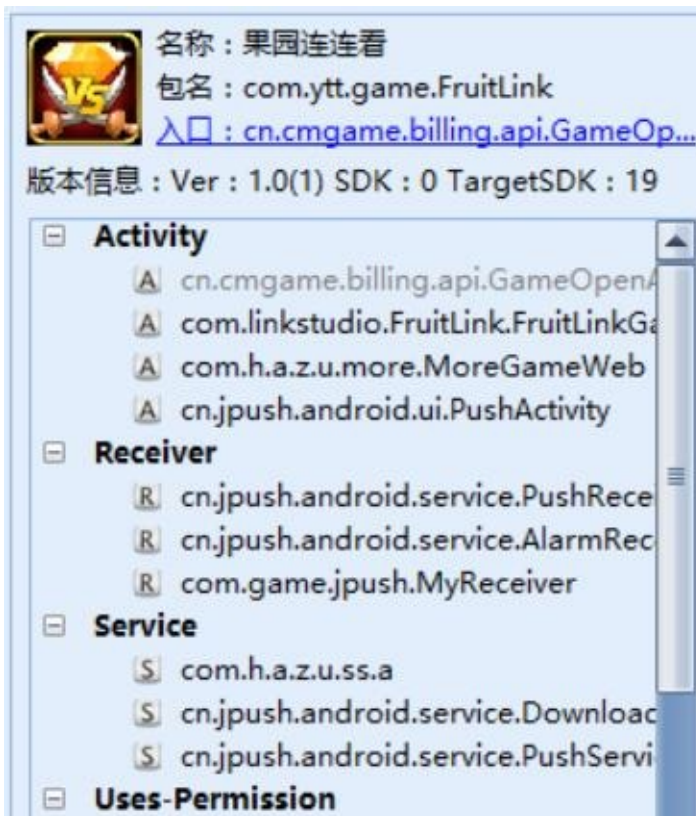 VS
名称：果园连连看
包名：com.ytt.game.FruitLink
入口：cn.cmgame.billing.api.GameOp...
版本信息：Ver：1.0(1) SDK：0 TargetSDK：19
Activity
A cn.cmgame.billing.api.GameOpenA
A com.linkstudio.FruitLink.FruitLinkGa
A com.h.a.z.u.more.MoreGameWeb
A cn.jpush.android.ui.PushActivity
Receiver
R cn.jpush.android.service.PushRecei
R cn.jpush.android.service.AlarmRec
R com.game.jpush.MyReceiver
Service
S com.h.a.z.u.ss.a
S cn.jpush.android.service.Downloac
S cn.jpush.android.service.PushServi
Uses-Permission